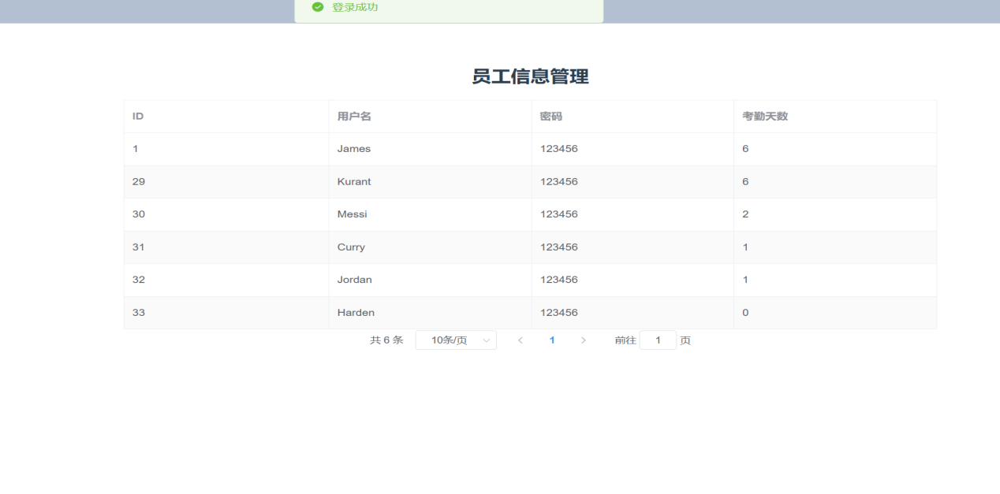 登录成功
员工信息管理
ID 用户名 密码 考勤天数
1 James 123456 6
29 Kurant 123456 6
30 Messi 123456 2
31 Curry 123456 1
32 Jordan 123456 1
33 Harden 123456 0
共 6 条 10条/页 1 前往 1 页